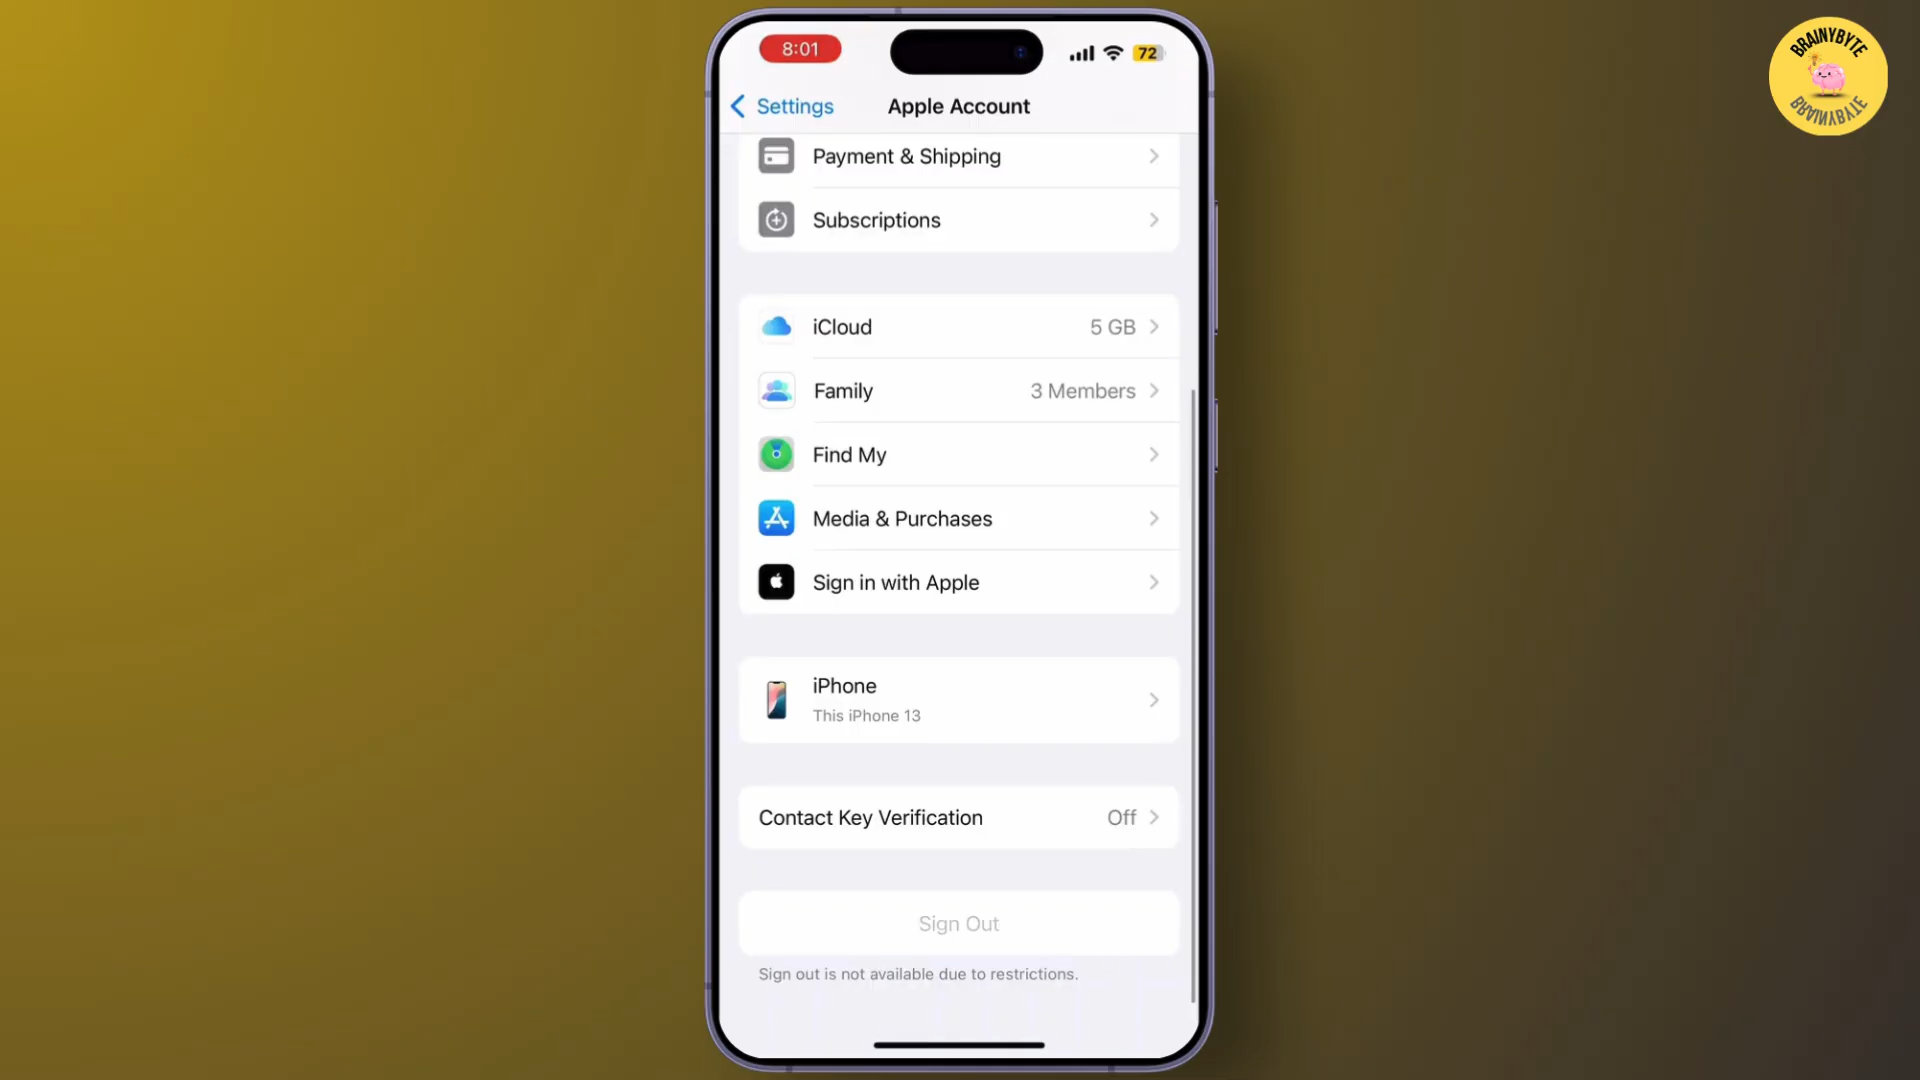 8:01
72
Settings
Apple Account
Payment & Shipping
Subscriptions
iCloud
5 GB
Family
3 Members
Find My
Media & Purchases
Sign in with Apple
iPhone
This iPhone 13
Contact Key Verification
Off
Sign Out
Sign out is not available due to restrictions.
BRAINYBYTE
BRAINYBYTE